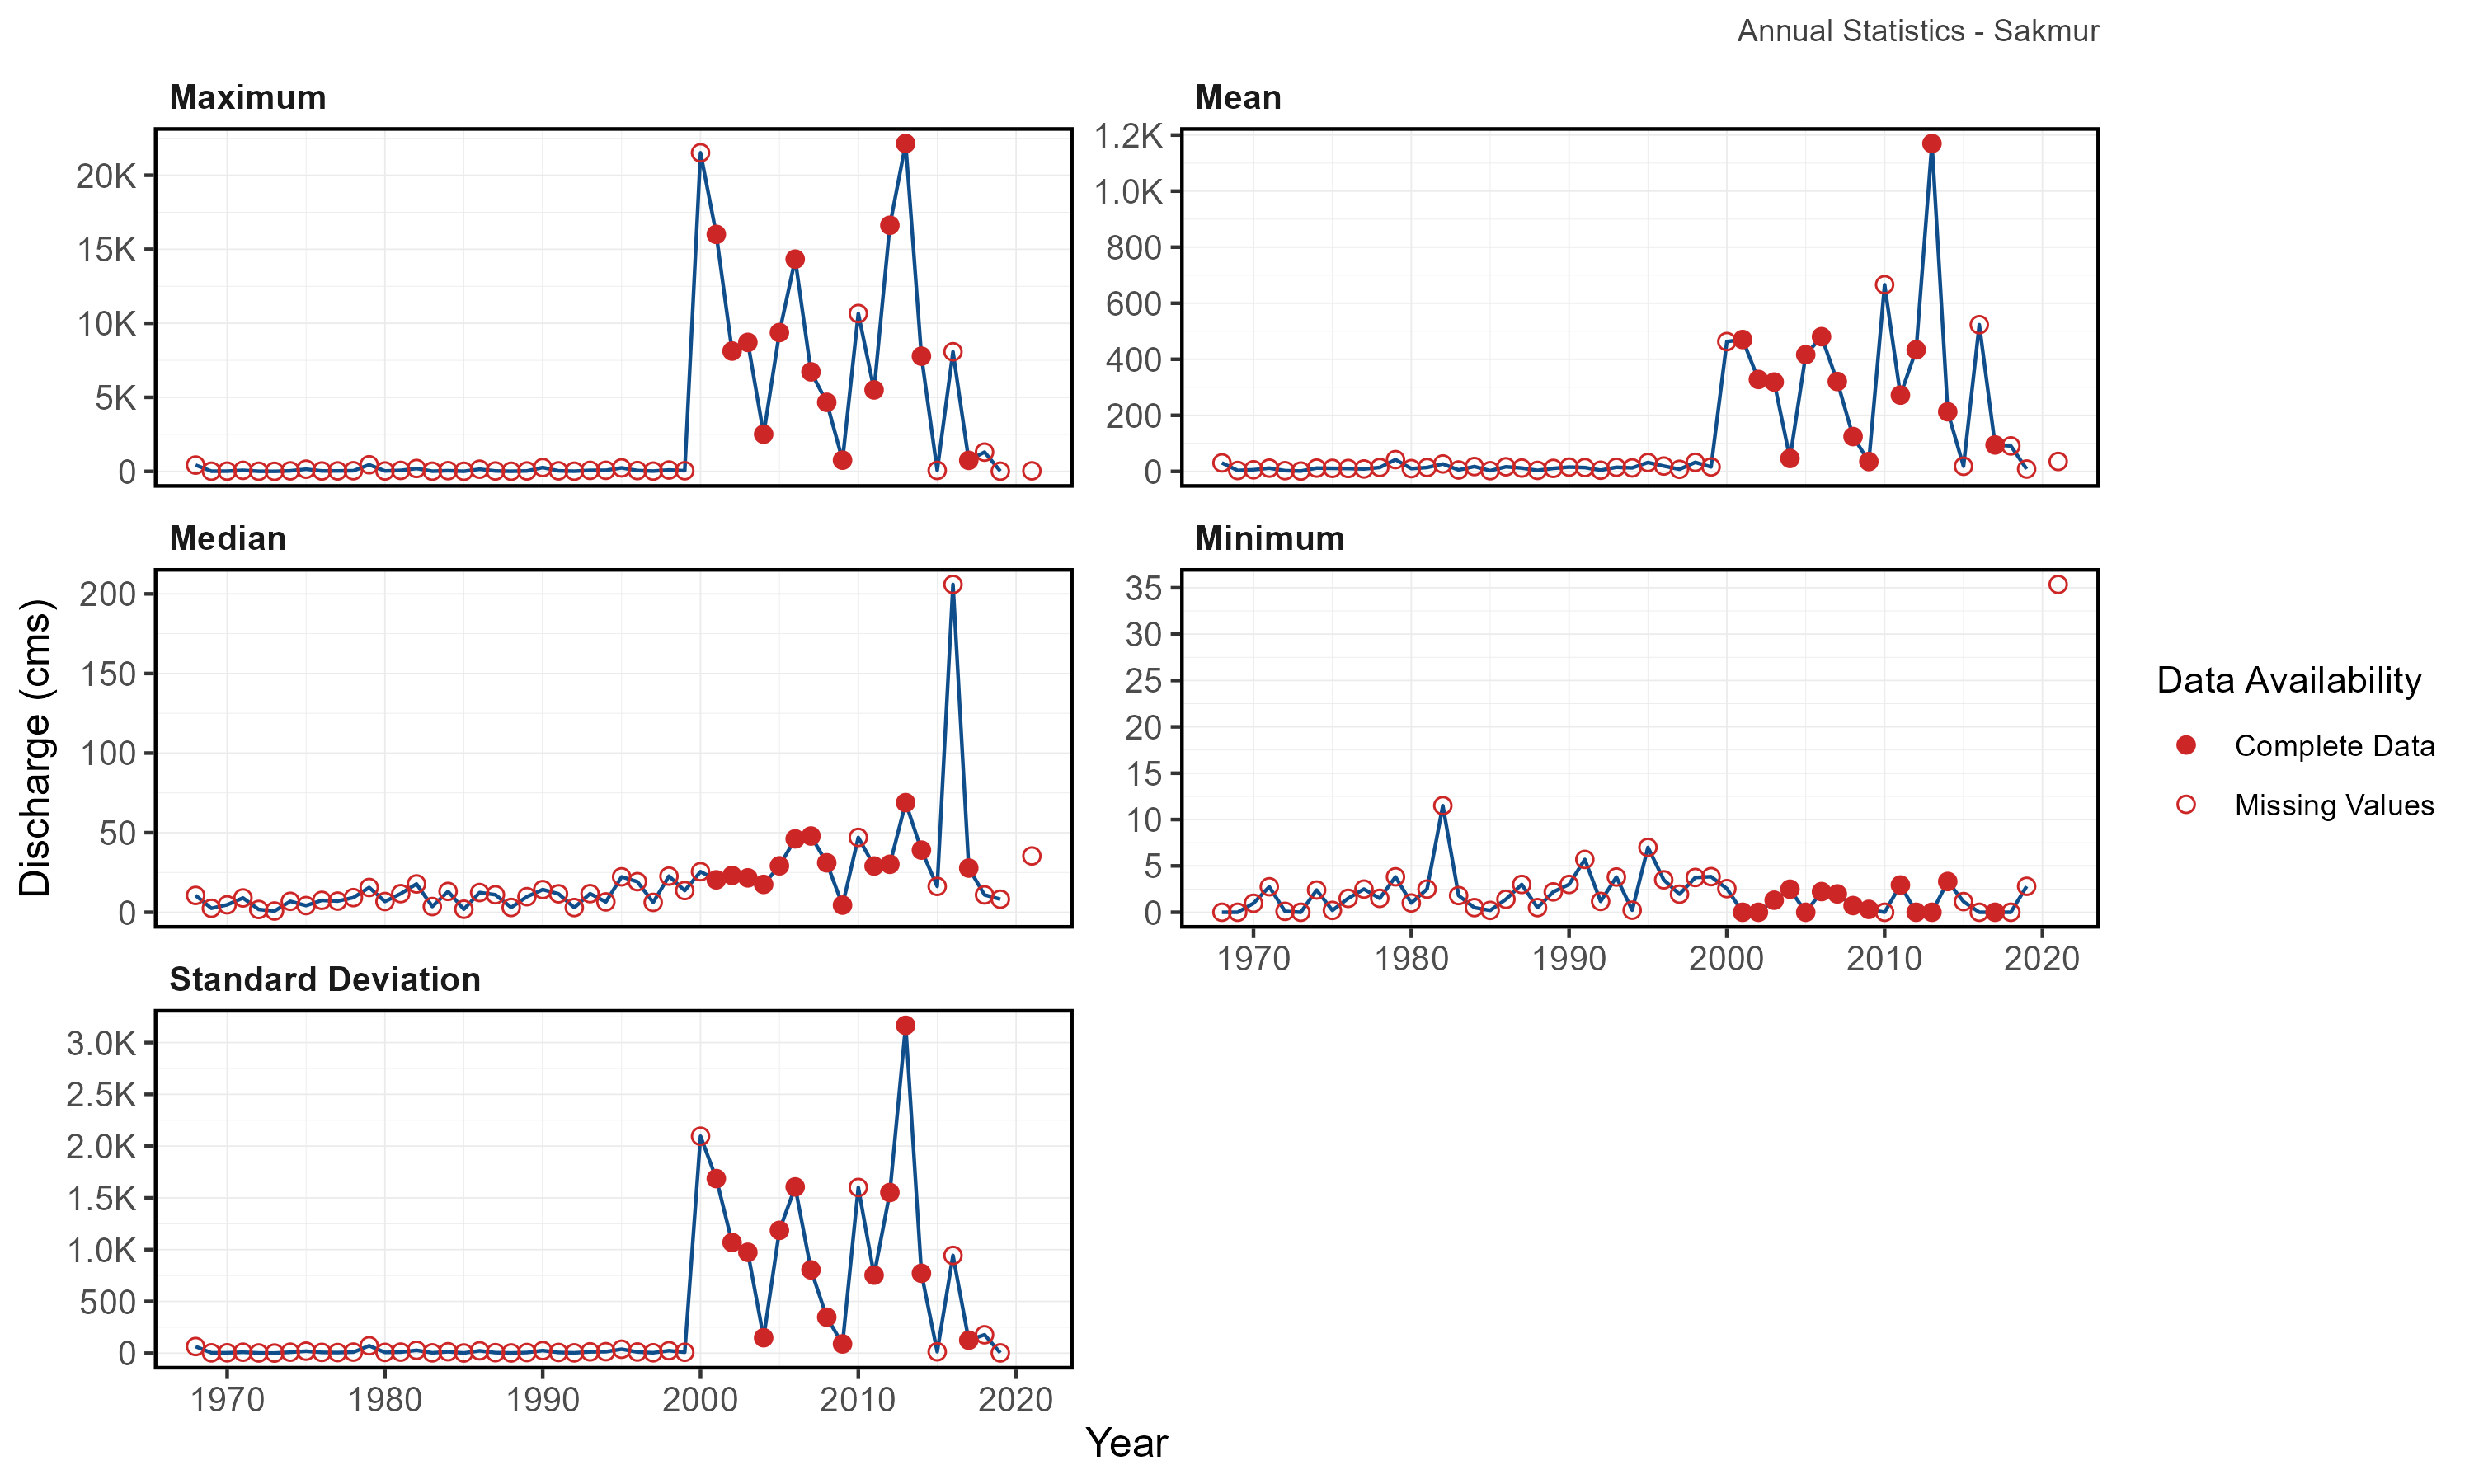 Annual Statistics - Sakmur
Maximum
20K
15K
10K
5K
0
Mean
1.2K
1.0K
800
600
400
200
0
Discharge (cms)
Median
200
150
100
50
0
Minimum
35
30
25
20
15
10
5
0
1970 1980 1990 2000 2010 2020
Standard Deviation
3.0K
2.5K
2.0K
1.5K
1.0K
500
0
1970 1980 1990 2000 2010 2020
Year
Data Availability
Complete Data
Missing Values